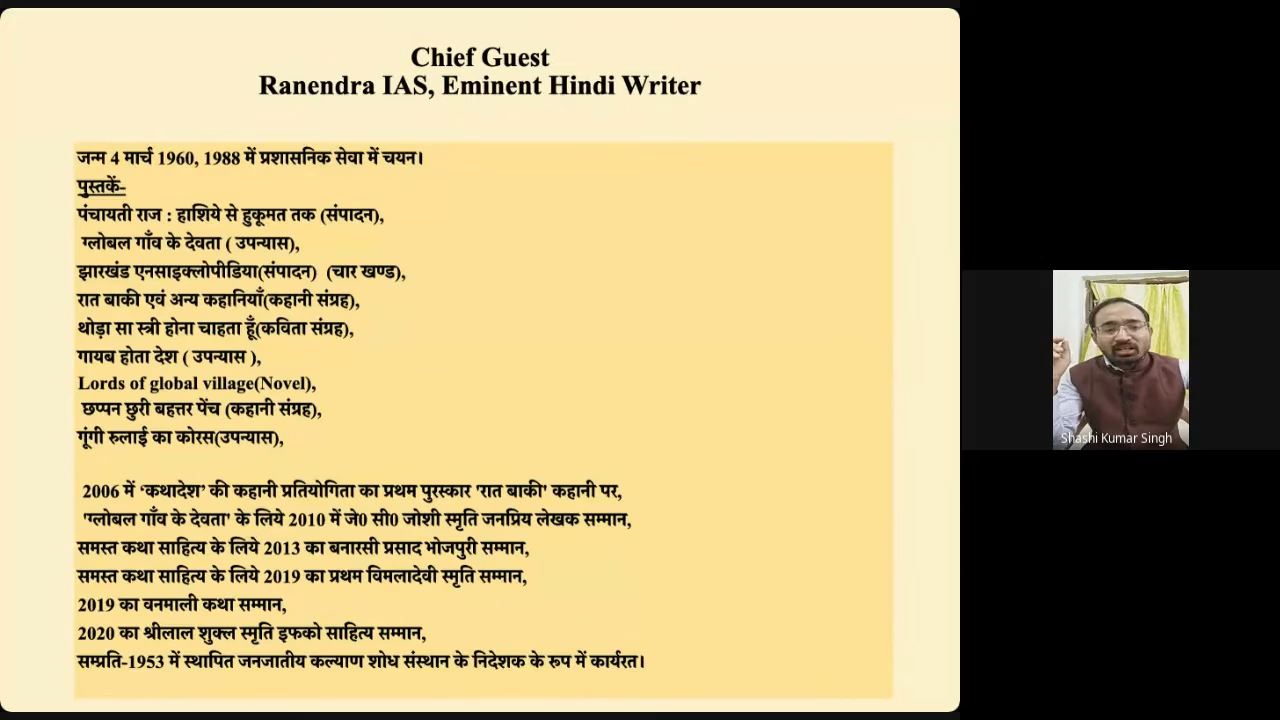 Chief Guest
Ranendra IAS, Eminent Hindi Writer
जन्म 4 मार्च 1960, 1988 में प्रशासनिक सेवा में चयन।
पुस्तकें-
पंचायती राज : हाशिये से हुकूमत तक (संपादन),
ग्लोबल गाँव के देवता ( उपन्यास),
झारखंड एनसाइक्लोपीडिया(संपादन) (चार खण्ड),
रात बाकी एवं अन्य कहानियाँ(कहानी संग्रह),
थोड़ा सा स्त्री होना चाहता हूँ(कविता संग्रह),
गायब होता देश ( उपन्यास ),
Lords of global village(Novel),
छप्पन छुरी बहत्तर पेंच (कहानी संग्रह),
गूंगी रुलाई का कोरस(उपन्यास),
2006 में ‘कथादेश’ की कहानी प्रतियोगिता का प्रथम पुरस्कार 'रात बाकी' कहानी पर,
'ग्लोबल गाँव के देवता' के लिये 2010 में जे0 सी0 जोशी स्मृति जनप्रिय लेखक सम्मान,
समस्त कथा साहित्य के लिये 2013 का बनारसी प्रसाद भोजपुरी सम्मान,
समस्त कथा साहित्य के लिये 2019 का प्रथम विमलादेवी स्मृति सम्मान,
2019 का वनमाली कथा सम्मान,
2020 का श्रीलाल शुक्ल स्मृति इफको साहित्य सम्मान,
सम्प्रति-1953 में स्थापित जनजातीय कल्याण शोध संस्थान के निदेशक के रूप में कार्यरत।
Shashi Kumar Singh